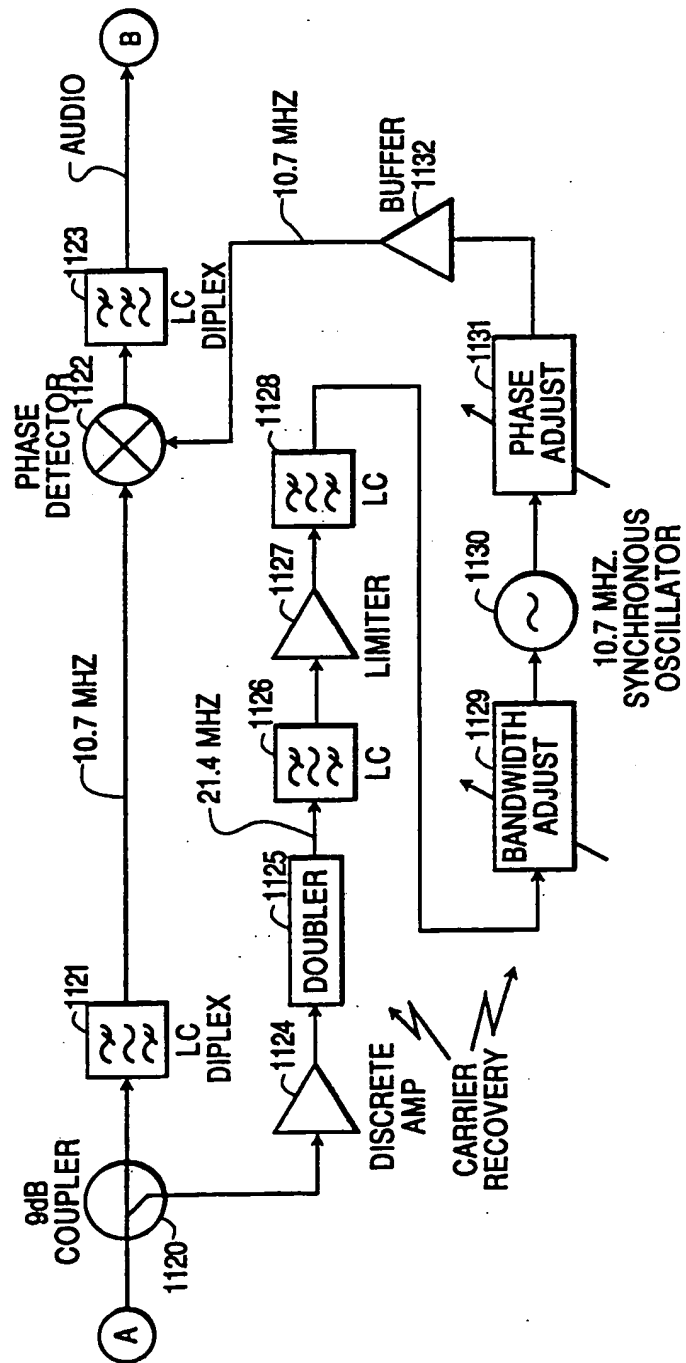 A
9dB
COUPLER
1120
1121
LC
DIPLEX
10.7 MHZ
PHASE
DETECTOR
1122
1123
LC
DIPLEX
AUDIO
B
1124
DISCRETE
AMP
1125
DOUBLER
21.4 MHZ
1126
LC
1127
LIMITER
1128
LC
10.7 MHZ
BUFFER
1132
CARRIER
RECOVERY
1129
BANDWIDTH
ADJUST
1130
10.7 MHZ.
SYNCHRONOUS
OSCILLATOR
1131
PHASE
ADJUST